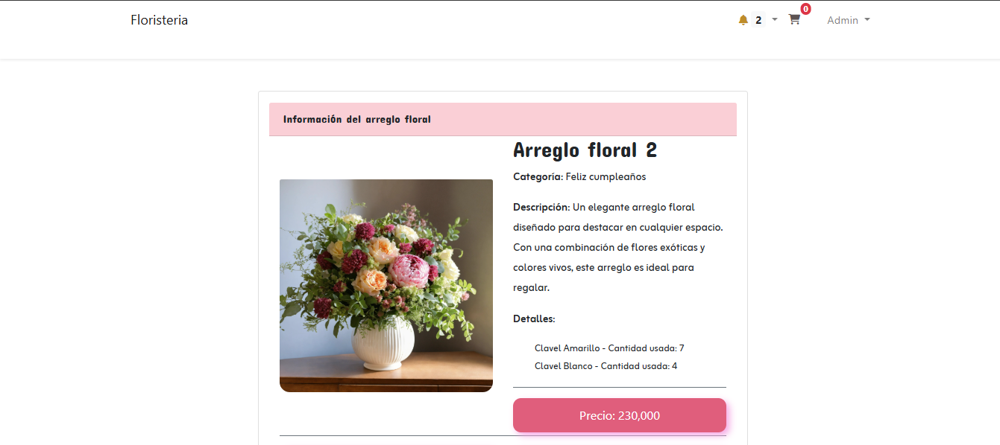 Floristeria
2
0
Admin
Información del arreglo floral
Arreglo floral 2
Categoría: Feliz cumpleaños
Descripción: Un elegante arreglo floral
diseñado para destacar en cualquier espacio.
Con una combinación de flores exóticas y
colores vivos, este arreglo es ideal para
regalar.
Detalles:
Clavel Amarillo - Cantidad usada: 7
Clavel Blanco - Cantidad usada: 4
Precio: 230,000